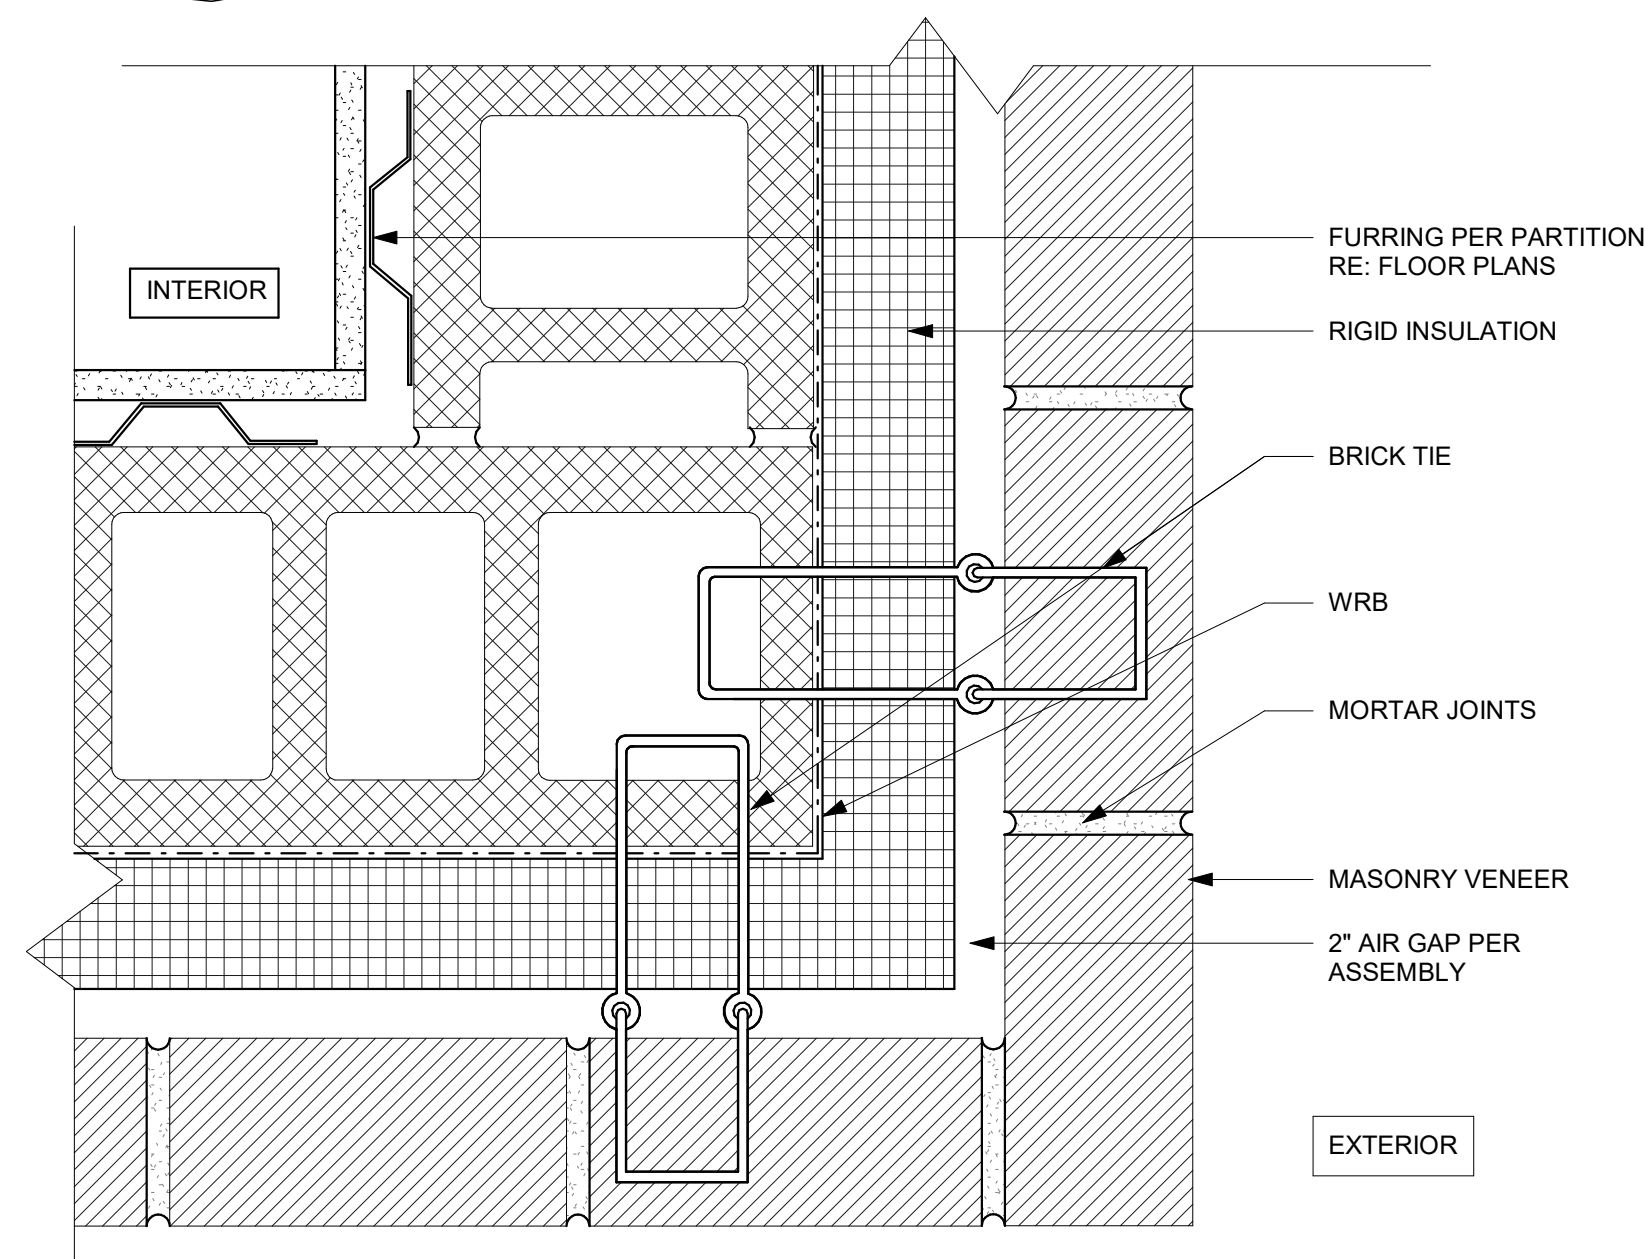 FURRING PER PARTITION
RE: FLOOR PLANS
INTERIOR
RIGID INSULATION
BRICK TIE
WRB
MORTAR JOINTS
MASONRY VENEER
2" AIR GAP PER
ASSEMBLY
EXTERIOR